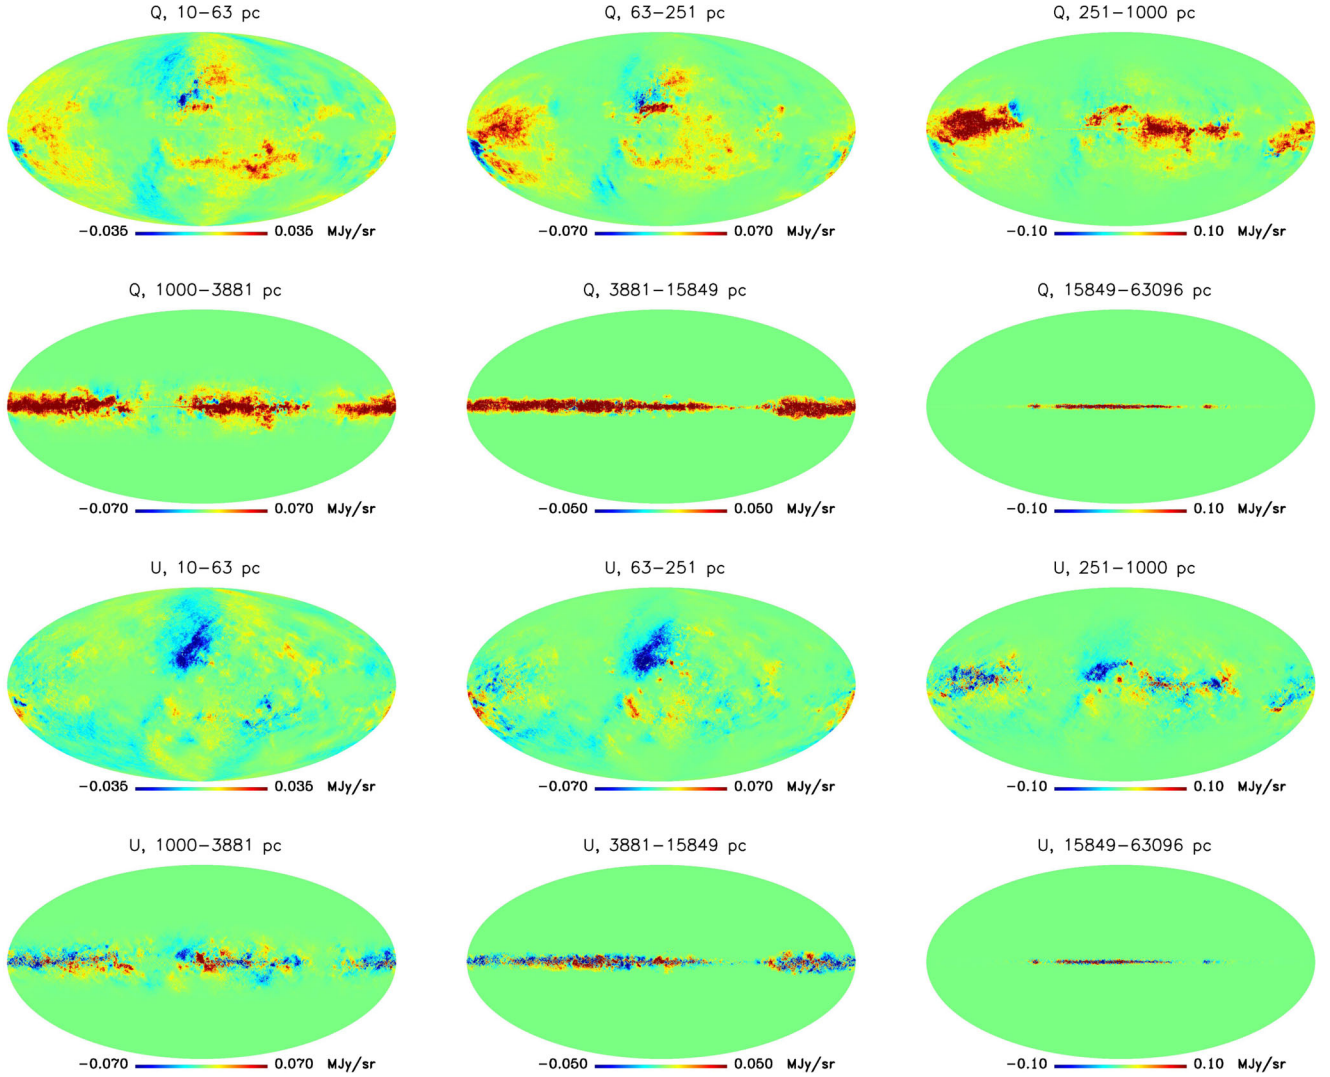 Q, 10−63 pc
Q, 63−251 pc
Q, 251−1000 pc
−0.035 0.035 MJy/sr
−0.070 0.070 MJy/sr
−0.10 0.10 MJy/sr
Q, 1000−3881 pc
Q, 3881−15849 pc
Q, 15849−63096 pc
−0.070 0.070 MJy/sr
−0.050 0.050 MJy/sr
−0.10 0.10 MJy/sr
U, 10−63 pc
U, 63−251 pc
U, 251−1000 pc
−0.035 0.035 MJy/sr
−0.070 0.070 MJy/sr
−0.10 0.10 MJy/sr
U, 1000−3881 pc
U, 3881−15849 pc
U, 15849−63096 pc
−0.070 0.070 MJy/sr
−0.050 0.050 MJy/sr
−0.10 0.10 MJy/sr